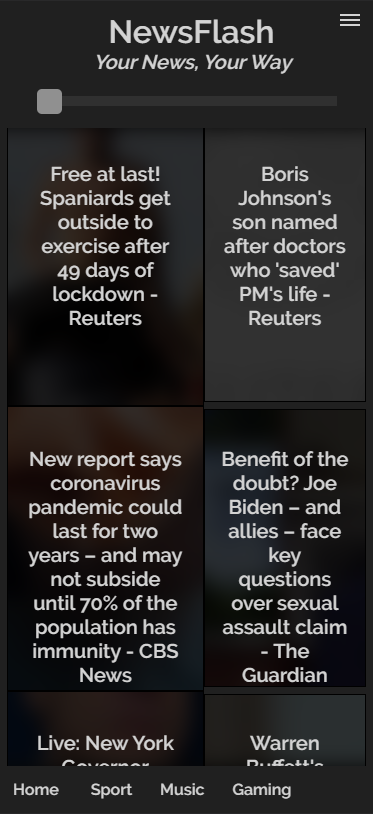 NewsFlash
Your News, Your Way
Free at last!
Spaniards get
outside to
exercise after
49 days of
lockdown -
Reuters
Boris
Johnson's
son named
after doctors
who 'saved'
PM's life -
Reuters
New report says
coronavirus
pandemic could
last for two
years – and may
not subside
until 70% of the
population has
immunity - CBS
News
Benefit of the
doubt? Joe
Biden – and
allies – face
key
questions
over sexual
assault claim
- The
Guardian
Live: New York
Governor
Warren
Buffett's
Home Sport Music Gaming